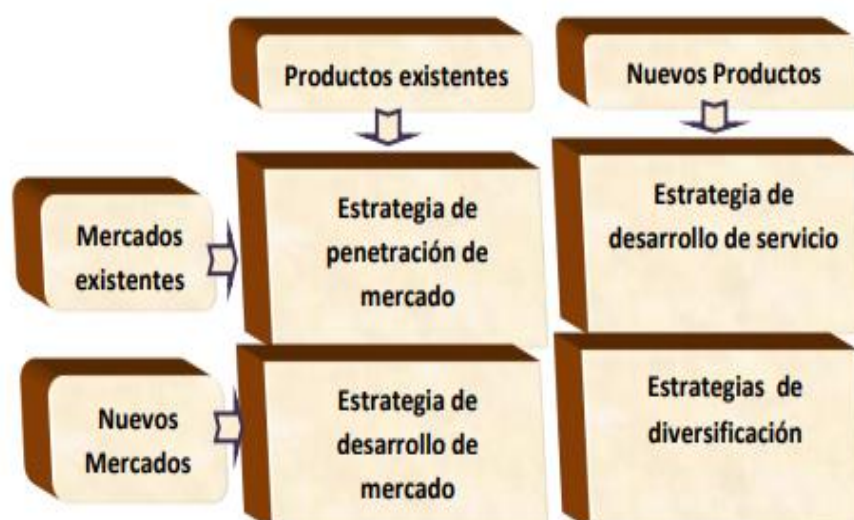 Productos existentes
Nuevos Productos
Mercados
existentes
Estrategia de
penetración de
mercado
Estrategia de
desarrollo de servicio
Nuevos
Mercados
Estrategia de
desarrollo de
mercado
Estrategias de
diversificación